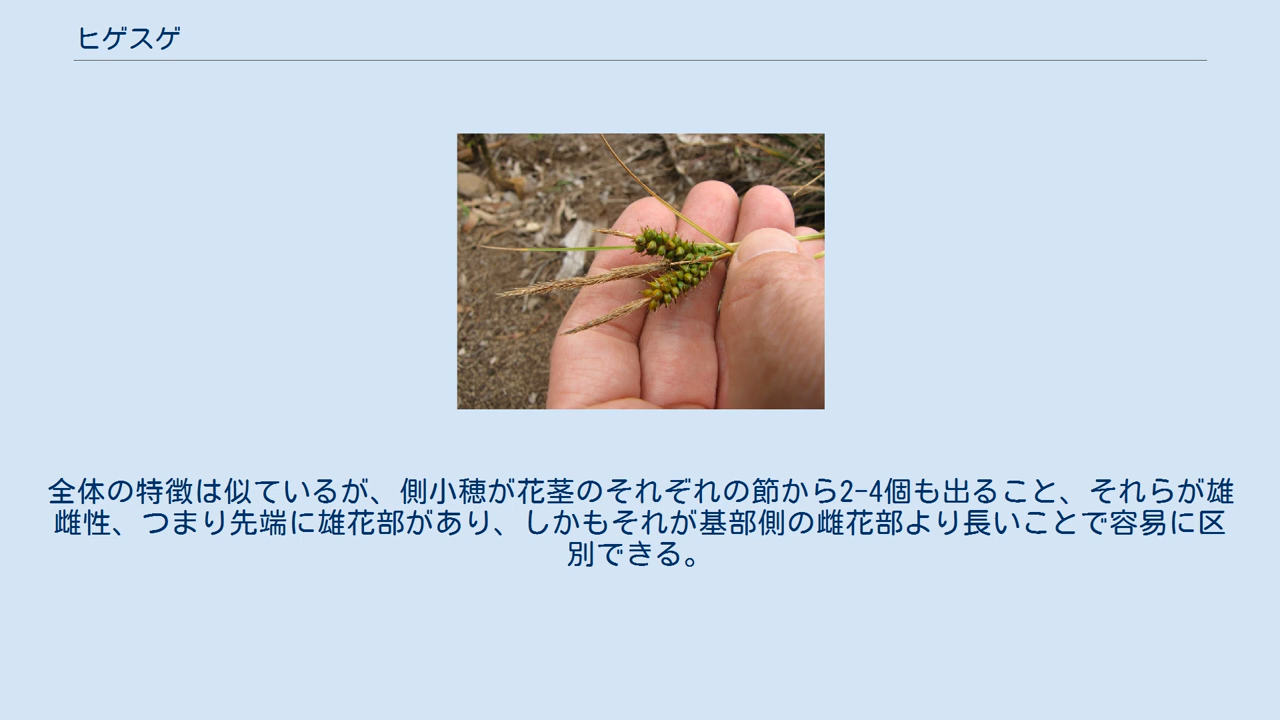 ヒゲスゲ
全体の特徴は似ているが、側小穂が花茎のそれぞれの節から2-4個も出ること、それらが雄
雌性、つまり先端に雄花部があり、しかもそれが基部側の雌花部より長いことで容易に区
別できる。